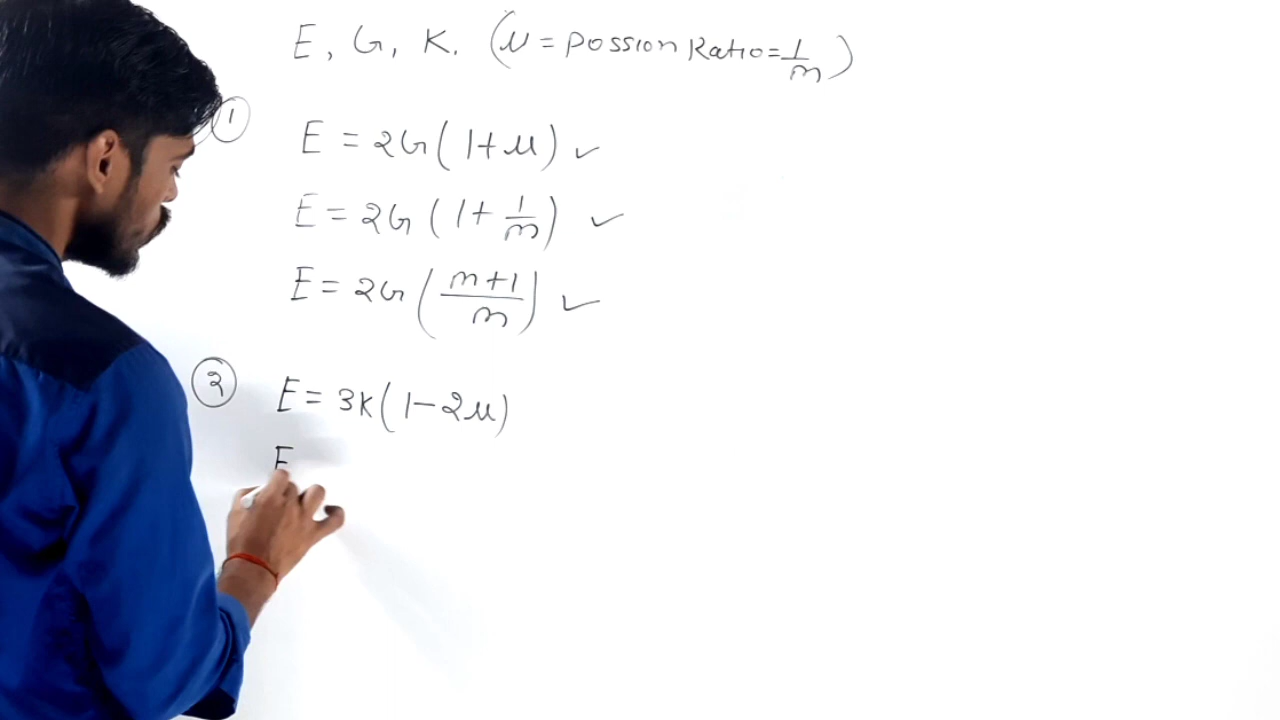 E, G, K. (μ = Possion Ratio = 1/m)
① E = 2G(1+μ) ✓
E = 2G(1+1/m) ✓
E = 2G((m+1)/m) ✓
② E = 3K(1-2μ)
E